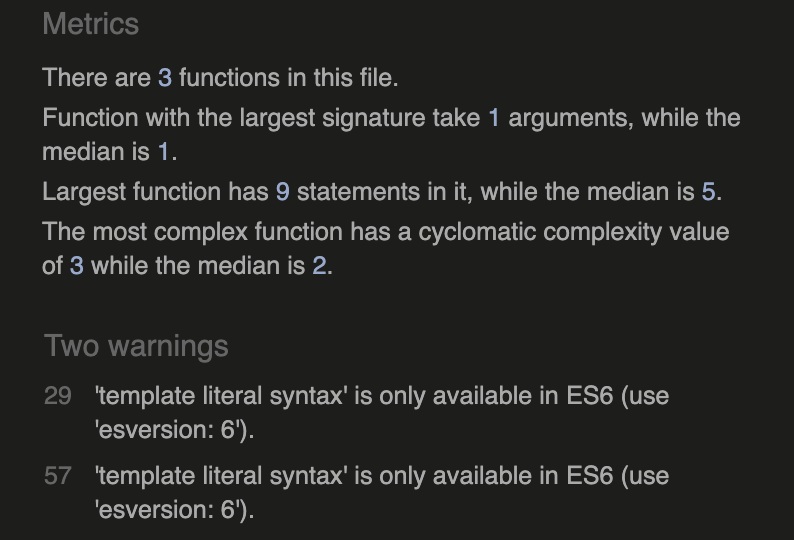 Metrics
There are 3 functions in this file.
Function with the largest signature take 1 arguments, while the
median is 1.
Largest function has 9 statements in it, while the median is 5.
The most complex function has a cyclomatic complexity value
of 3 while the median is 2.
Two warnings
29 'template literal syntax' is only available in ES6 (use
'esversion: 6').
57 'template literal syntax' is only available in ES6 (use
'esversion: 6').